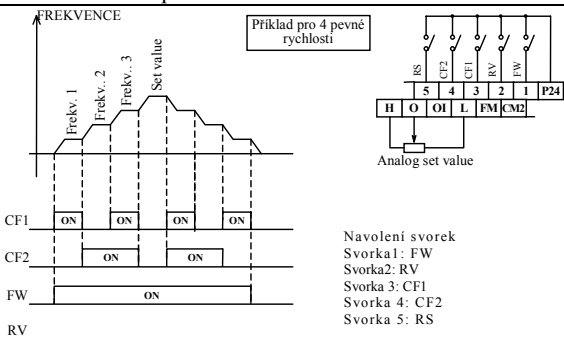 FREKVENCE
Příklad pro 4 pevné
rychlosti
Frekv. 1
Frekv.. 2
Frekv.. 3
Set value
RS
CF2
CF1
RV
FW
5 4 3 2 1 P24
H O OI L FM CM2
Analog set value
CF1 ON ON ON ON
CF2 ON ON
FW ON
RV
Navolení svorek
Svorka1: FW
Svorka2: RV
Svorka 3: CF1
Svorka 4: CF2
Svorka 5: RS